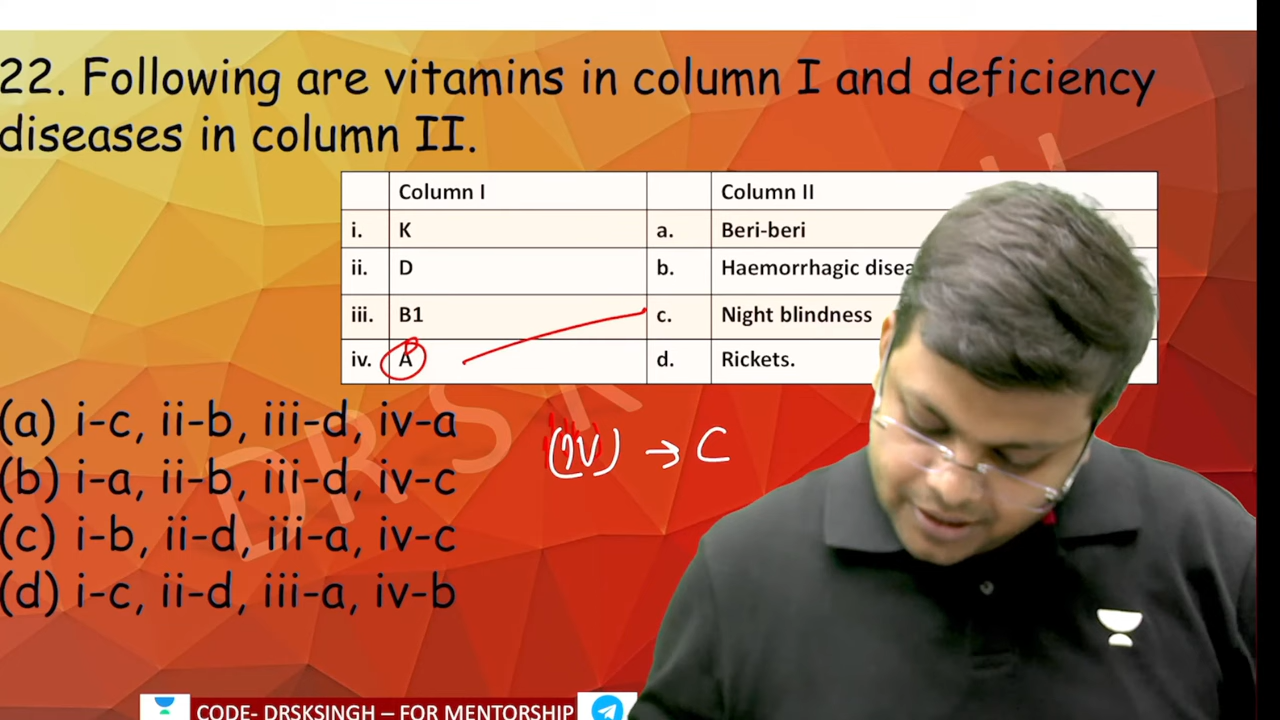 22. Following are vitamins in column I and deficiency
diseases in column II.
Column I Column II
i. K a. Beri-beri
ii. D b. Haemorrhagic
iii. B1 c. Night blindness
iv. A d. Rickets.
(a) i-c, ii-b, iii-d, iv-a
(b) i-a, ii-b, iii-d, iv-c
(c) i-b, ii-d, iii-a, iv-c
(d) i-c, ii-d, iii-a, iv-b
(iv) → C
DR S K
CODE- DRSKSINGH – FOR MENTORSHIP